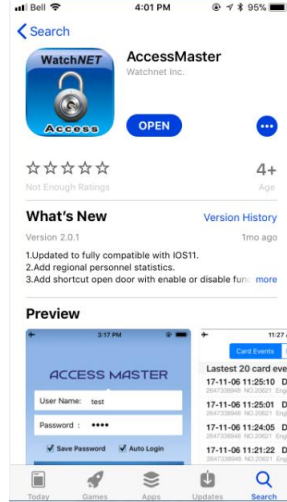 Bell 4:01 PM 95%
Search
WatchNET
Access
AccessMaster
Watchnet Inc.
OPEN
4+
Not Enough Ratings Age
What's New Version History
Version 2.0.1 1mo ago
1.Updated to fully compatible with IOS11.
2.Add regional personnel statistics.
3.Add shortcut open door with enable or disable func more
Preview
3:17 PM
ACCESS MASTER
User Name: test
Password : ••••
Save Password Auto Login
11:27
Card Events
Lastest 20 card eve
17-11-06 11:25:10 D
17-11-06 11:25:01 D
17-11-06 11:24:05 D
17-11-06 11:21:22 D
Today Games Apps Updates Search